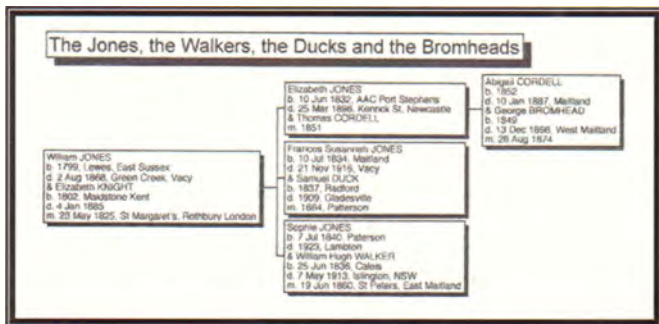 The Jones, the Walkers, the Ducks and the Bromheads
William JONES
b. 1799, Lewes, East Sussex
d. 2 Aug 1868, Green Creek, Vacy
& Elizabeth KNIGHT
b. 1802, Maidstone Kent
d. 4 Jan 1885
m. 23 May 1825, St Margaret's, Rothbury London
Elizabeth JONES
b. 10 Jun 1832, AAC Port Stephens
d. 25 Mar 1896, Kenrick St, Newcastle
& Thomas CORDELL
m. 1851
Frances Susannah JONES
b. 10 Jul 1834, Maitland
d. 21 Nov 1916, Vacy
& Samuel DUCK
b. 1837, Radford
d. 1909, Gladesville
m. 1864, Patterson
Sophie JONES
b. 7 Jul 1840, Paterson
d. 1923, Lambton
& William Hugh WALKER
b. 25 Jun 1836, Calais
d. 7 May 1913, Islington, NSW
m. 19 Jun 1860, St Peters, East Maitland
Abigail CORDELL
b. 1852
d. 10 Jan 1887, Maitland
& George BROMHEAD
b. 1849
d. 13 Dec 1898, West Maitland
m. 26 Aug 1874